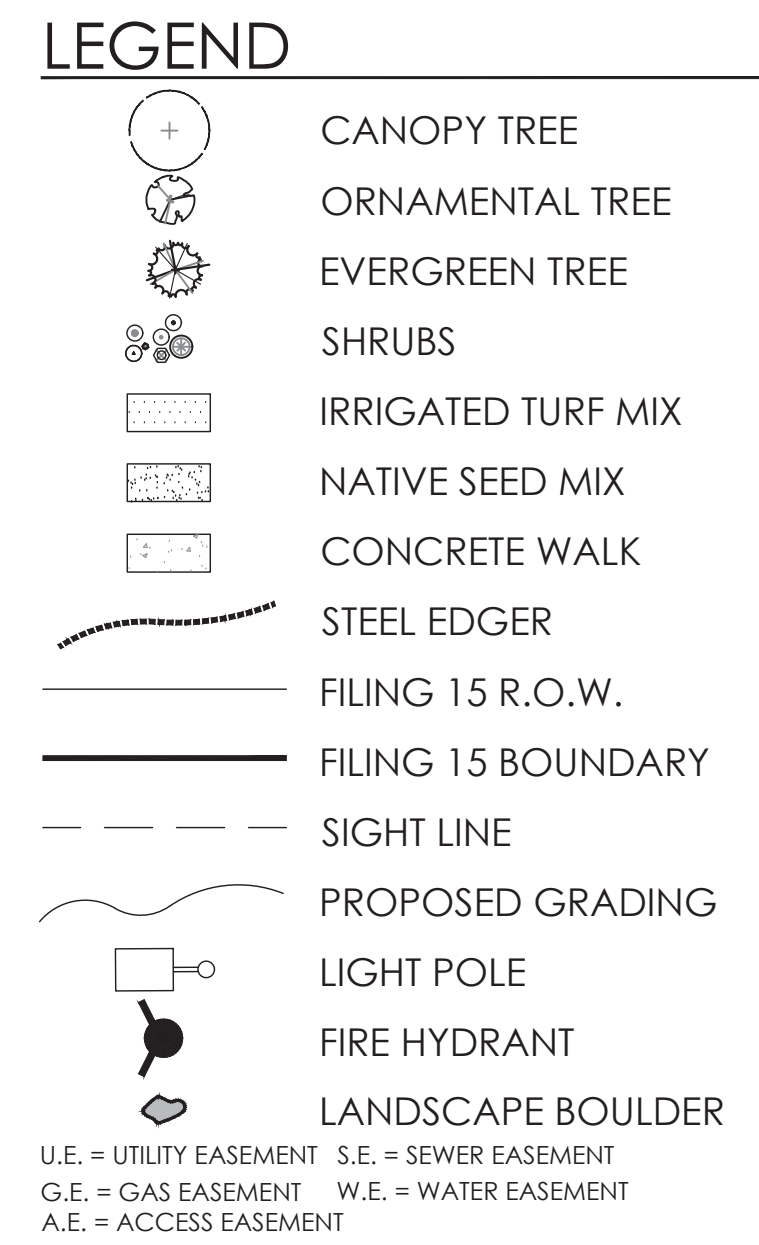 LEGEND
CANOPY TREE
ORNAMENTAL TREE
EVERGREEN TREE
SHRUBS
IRRIGATED TURF MIX
NATIVE SEED MIX
CONCRETE WALK
STEEL EDGER
FILING 15 R.O.W.
FILING 15 BOUNDARY
SIGHT LINE
PROPOSED GRADING
LIGHT POLE
FIRE HYDRANT
LANDSCAPE BOULDER
U.E. = UTILITY EASEMENT S.E. = SEWER EASEMENT
G.E. = GAS EASEMENT W.E. = WATER EASEMENT
A.E. = ACCESS EASEMENT